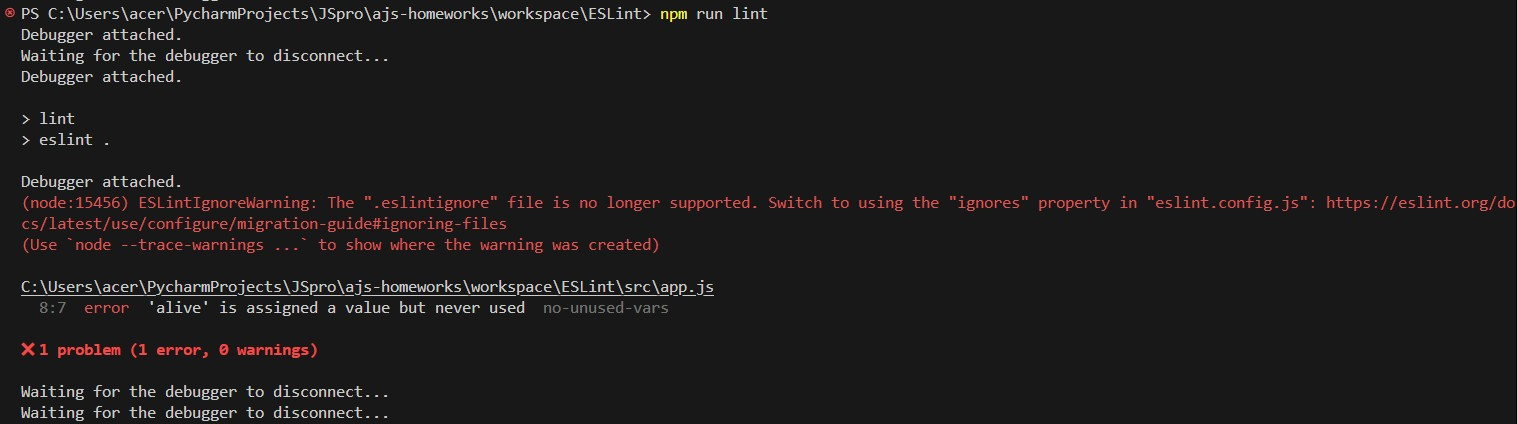 PS C:\Users\acer\PycharmProjects\JSpro\ajs-homeworks\workspace\ESLint> npm run lint
Debugger attached.
Waiting for the debugger to disconnect...
Debugger attached.
> lint
> eslint .
Debugger attached.
(node:15456) ESLintIgnoreWarning: The ".eslintignore" file is no longer supported. Switch to using the "ignores" property in "eslint.config.js": https://eslint.org/do
cs/latest/use/configure/migration-guide#ignoring-files
(Use `node --trace-warnings ...` to show where the warning was created)
C:\Users\acer\PycharmProjects\JSpro\ajs-homeworks\workspace\ESLint\src\app.js
8:7  error  'alive' is assigned a value but never used  no-unused-vars
❌ 1 problem (1 error, 0 warnings)
Waiting for the debugger to disconnect...
Waiting for the debugger to disconnect...